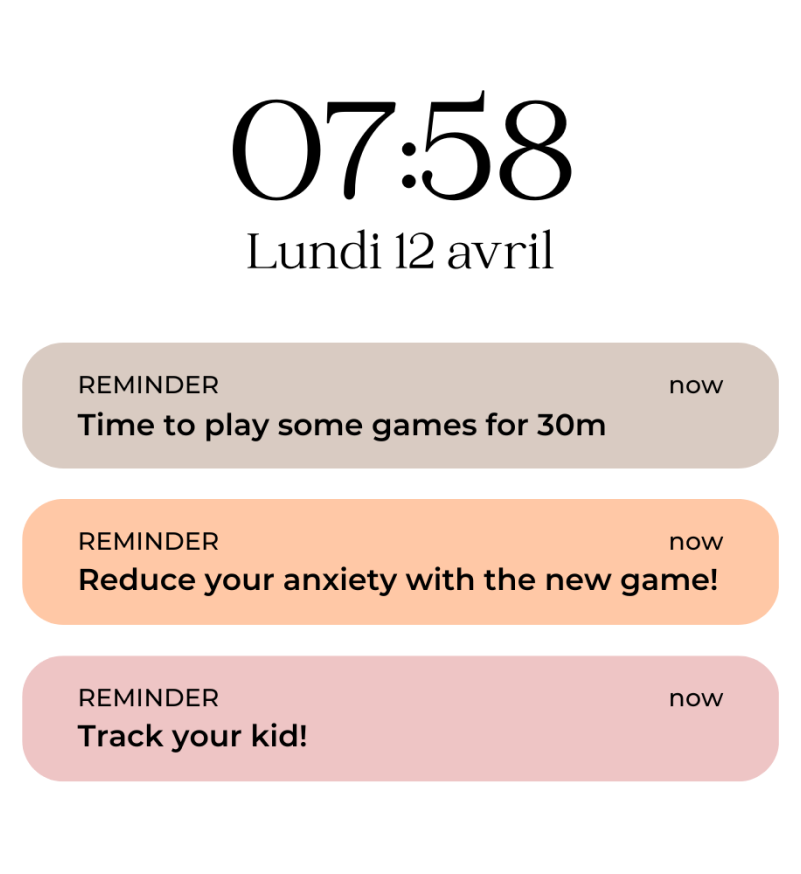 07:58
Lundi 12 avril
REMINDER now
Time to play some games for 30m
REMINDER now
Reduce your anxiety with the new game!
REMINDER now
Track your kid!